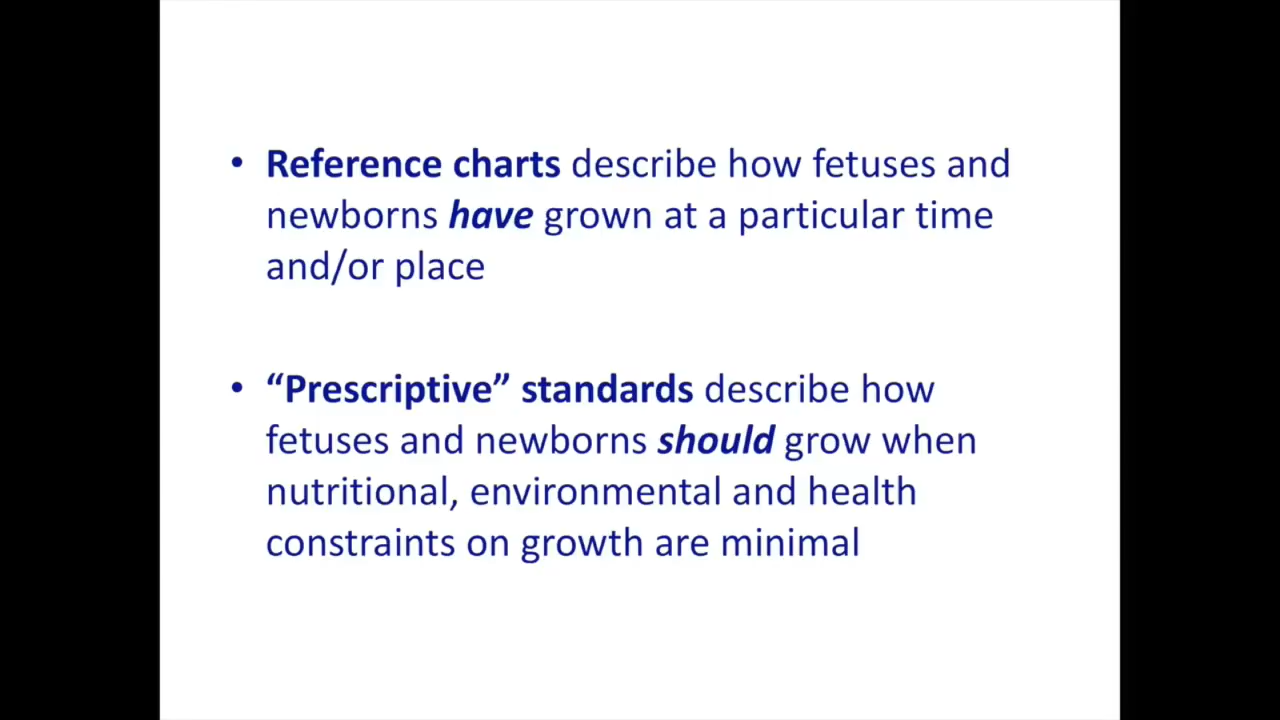 • Reference charts describe how fetuses and
newborns have grown at a particular time
and/or place
• “Prescriptive” standards describe how
fetuses and newborns should grow when
nutritional, environmental and health
constraints on growth are minimal